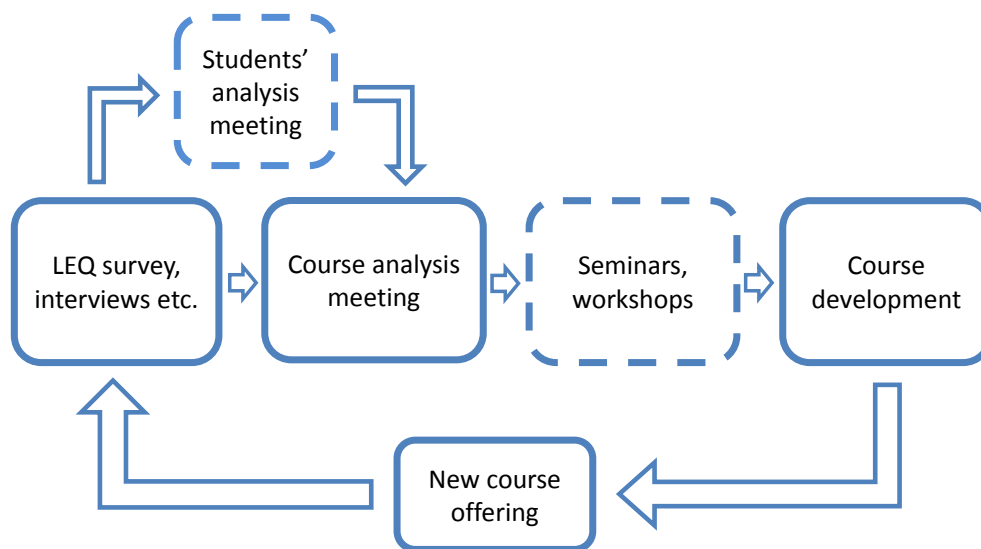 Students’
analysis
meeting
LEQ survey,
interviews etc.
Course analysis
meeting
Seminars,
workshops
Course
development
New course
offering